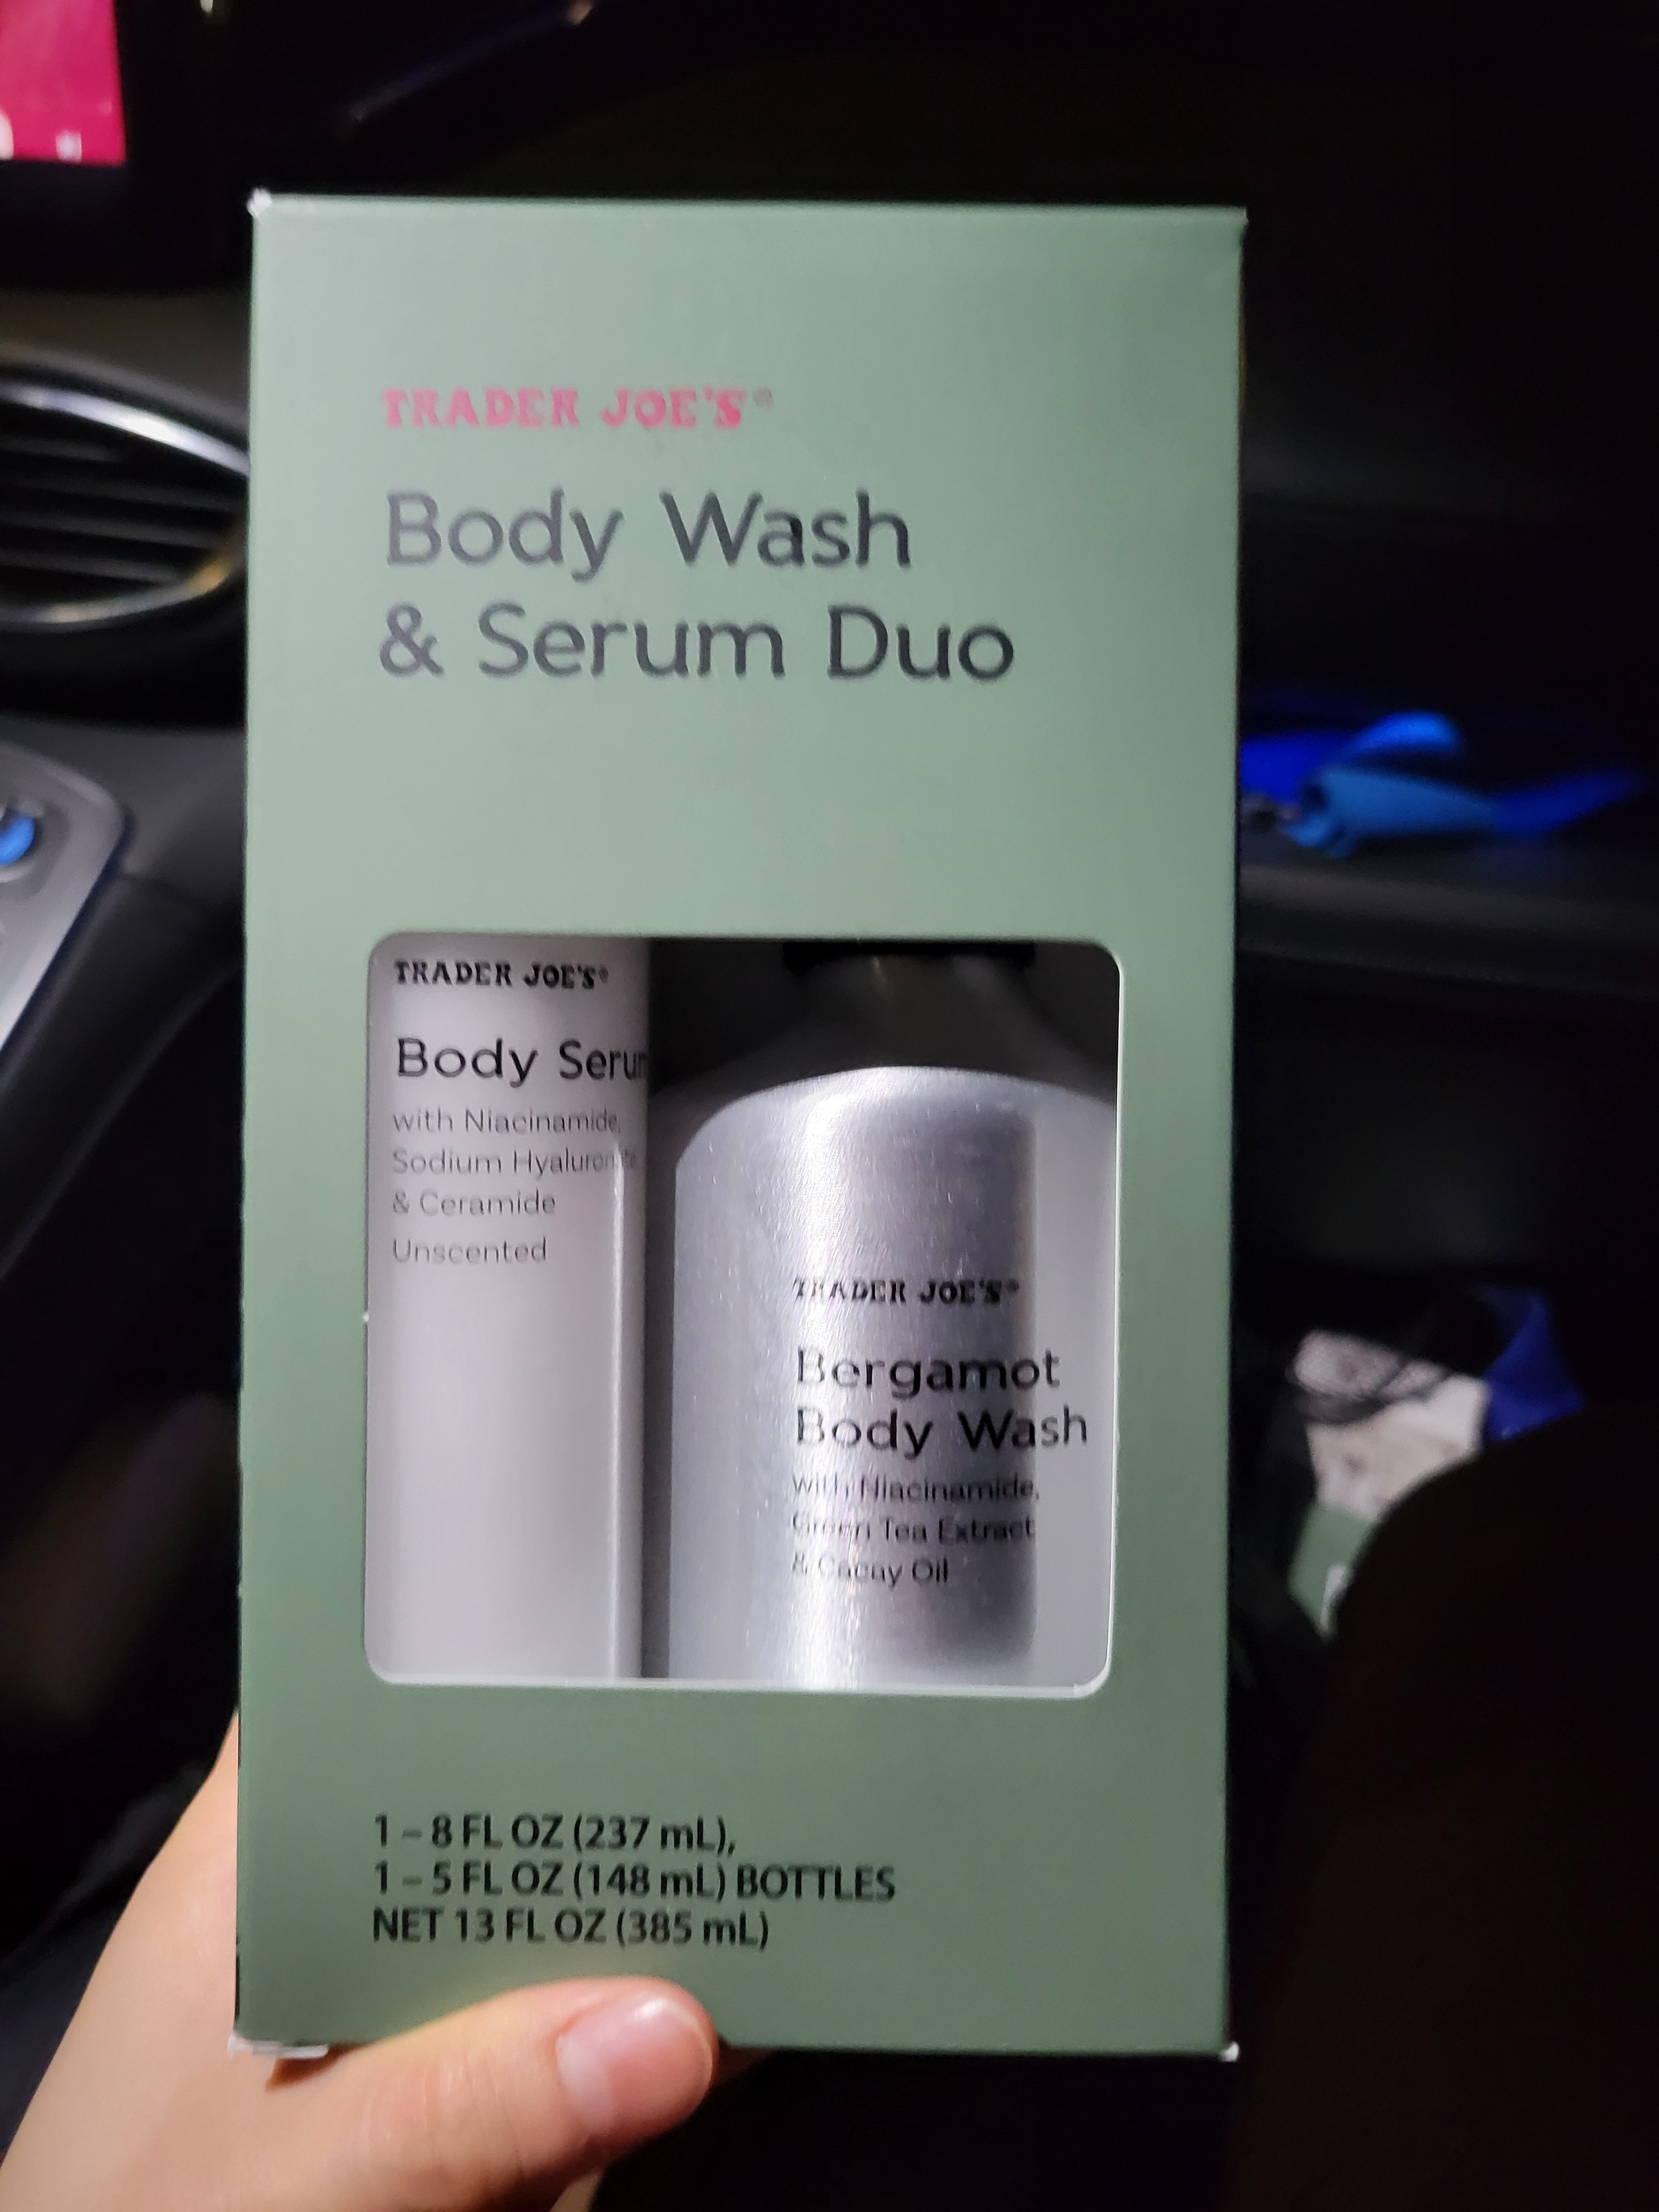 TRADER JOE'S®
Body Wash
& Serum Duo
TRADER JOE'S®
Body Serum
with Niacinamide,
Sodium Hyaluronate
& Ceramide
Unscented
TRADER JOE'S®
Bergamot
Body Wash
with Niacinamide,
Green Tea Extract
& Cacay Oil
1 – 8 FL OZ (237 mL),
1 – 5 FL OZ (148 mL) BOTTLES
NET 13 FL OZ (385 mL)